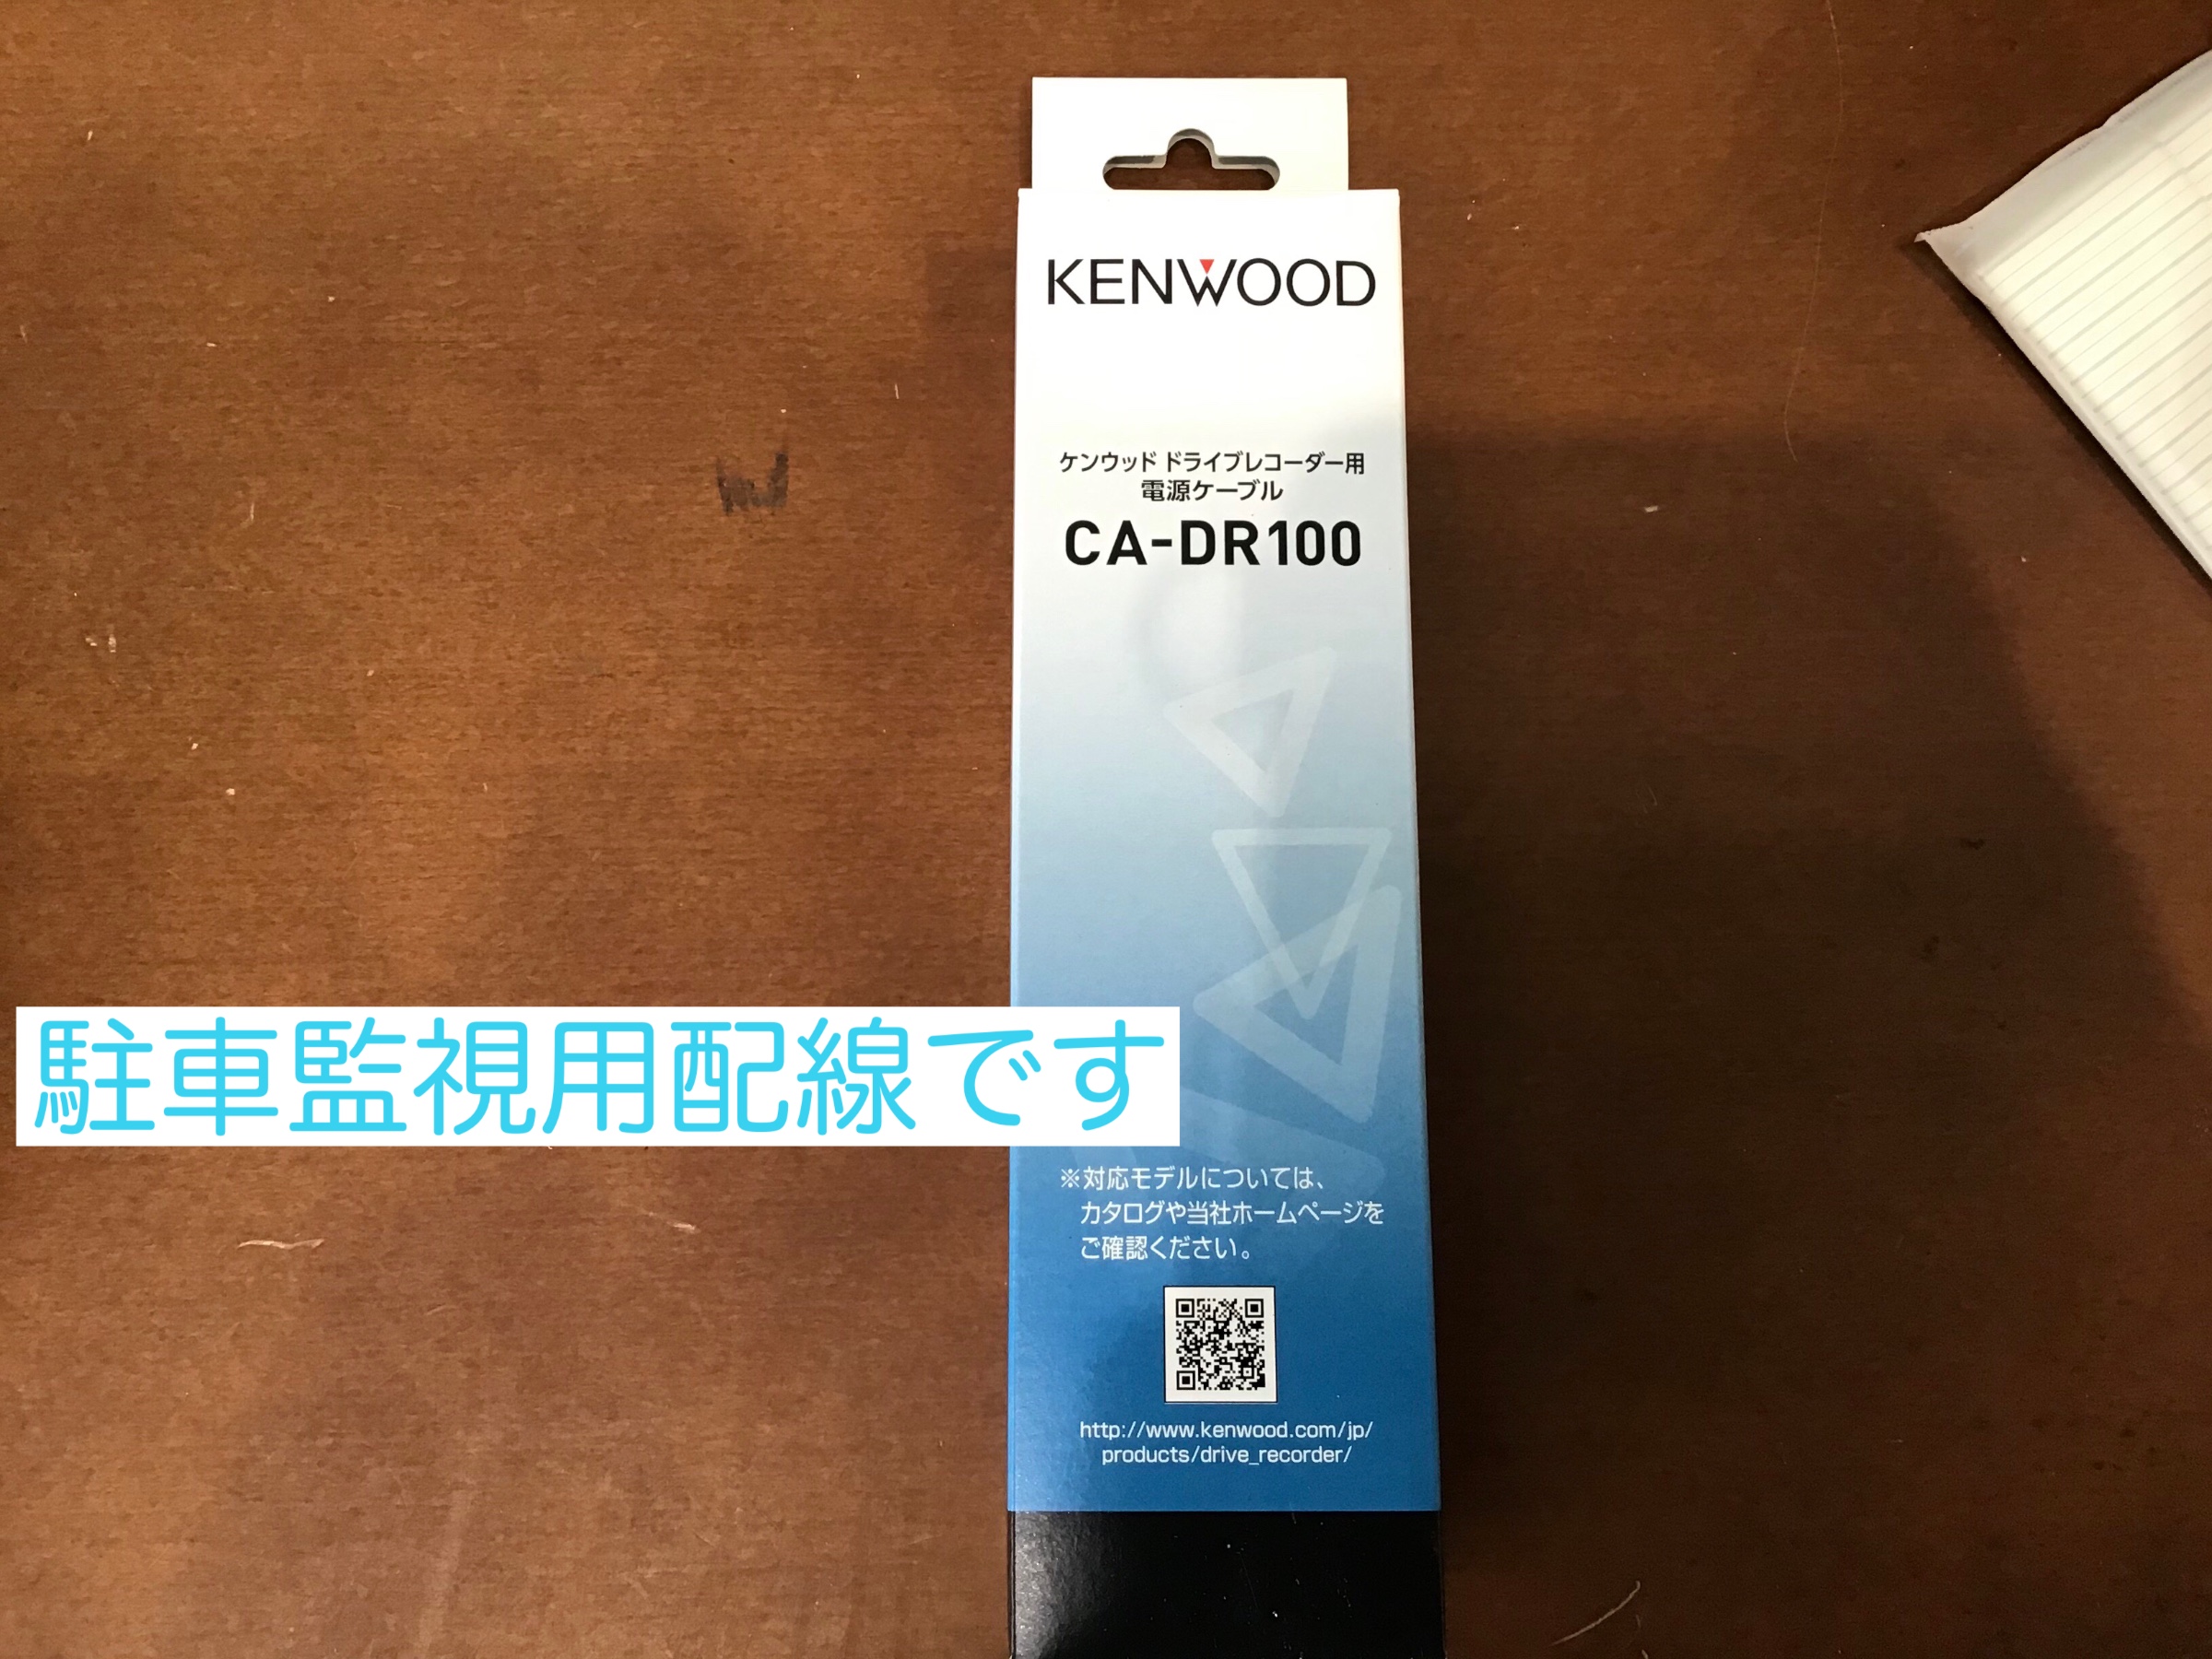 KENWOOD
ケンウッド ドライブレコーダー用
電源ケーブル
CA-DR100
駐車監視用配線です
※対応モデルについては、
カタログや当社ホームページを
ご確認ください。
http://www.kenwood.com/jp/
products/drive_recorder/